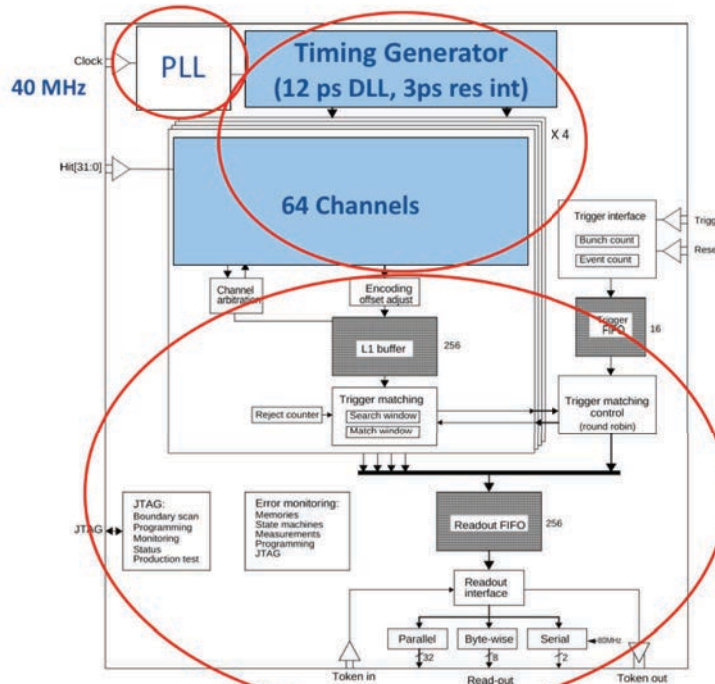 Clock
40 MHz
PLL
Timing Generator
(12 ps DLL, 3ps res int)
X 4
Hit[31:0]
64 Channels
Trigger interface
Bunch count
Event count
Trigg
Rese
Channel
arbitration
Encoding
offset adjust
Trigger
FIFO
16
L1 buffer
256
Trigger matching
Search window
Match window
Reject counter
Trigger matching
control
(round robin)
JTAG
JTAG:
Boundary scan
Programming
Monitoring
Status
Production test
Error monitoring:
Memories
State machines
Measurements
Programming
JTAG
Readout FIFO
256
Readout
interface
Parallel
Byte-wise
Serial
80MHz
32
8
2
Token in
Read-out
Token out